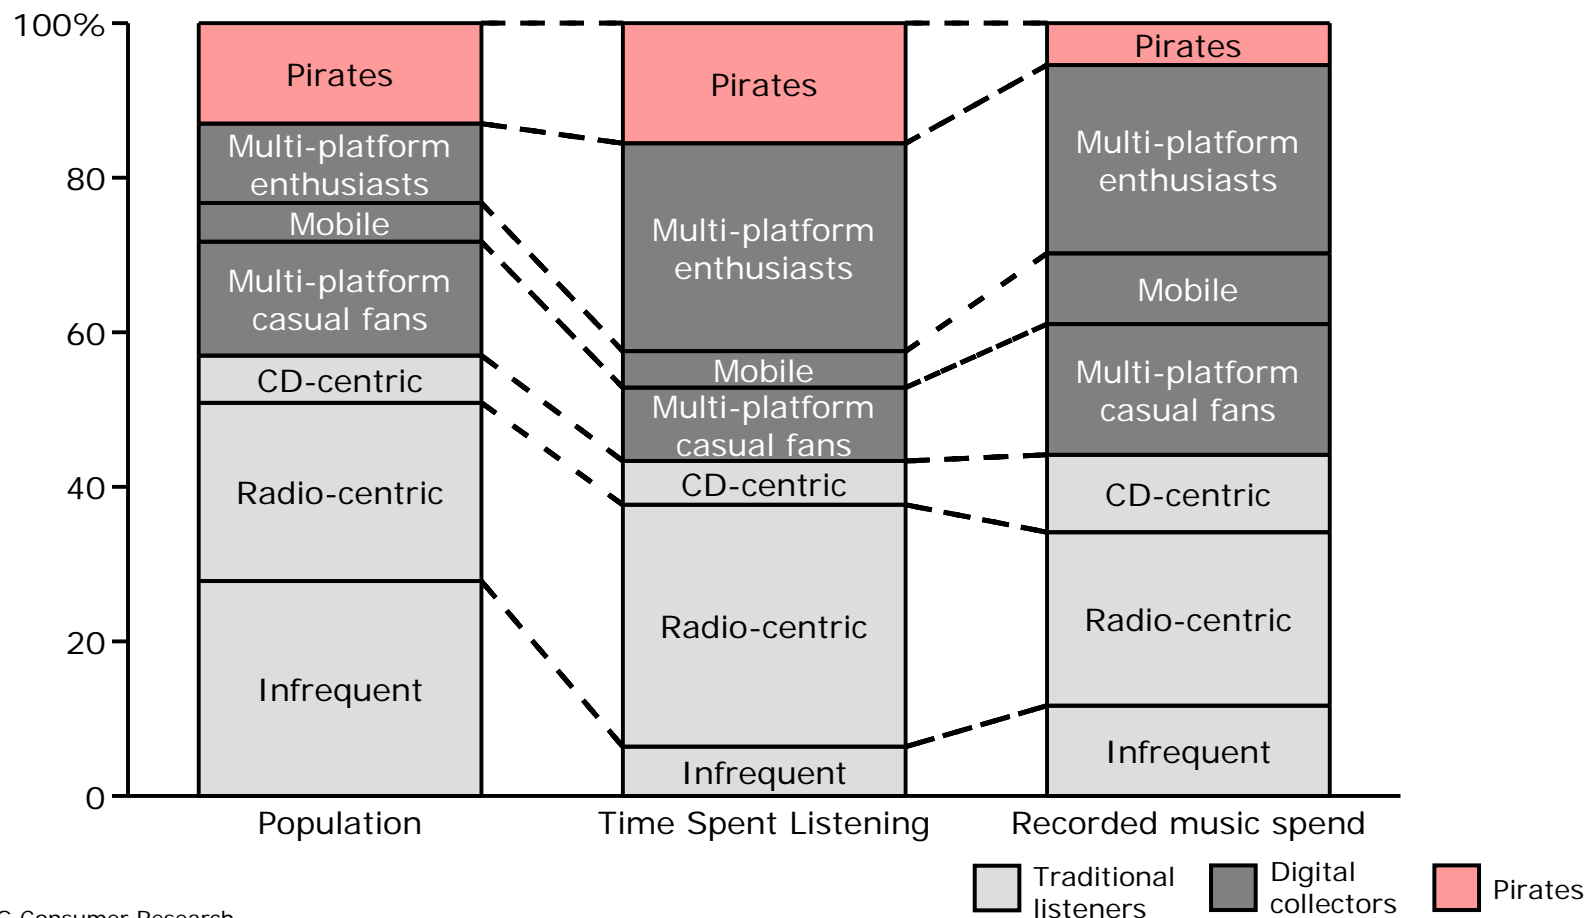 100%
80
60
40
20
0
Pirates
Multi-platform
enthusiasts
Mobile
Multi-platform
casual fans
CD-centric
Radio-centric
Infrequent
Population
Pirates
Multi-platform
enthusiasts
Mobile
Multi-platform
casual fans
CD-centric
Radio-centric
Infrequent
Time Spent Listening
Pirates
Multi-platform
enthusiasts
Mobile
Multi-platform
casual fans
CD-centric
Radio-centric
Infrequent
Recorded music spend
Traditional
listeners
Digital
collectors
Pirates
Consumer Research